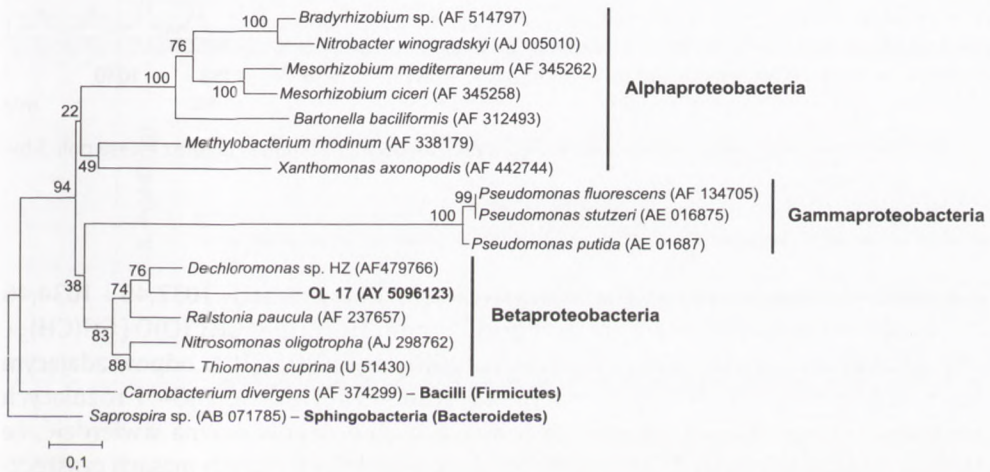 100 Bradyrhizobium sp. (AF 514797)
76 Nitrobacter winogradskyi (AJ 005010)
Mesorhizobium mediterraneum (AF 345262)
100
100 Mesorhizobium ciceri (AF 345258)
Alphaproteobacteria
22 Bartonella baciliformis (AF 312493)
Methylobacterium rhodinum (AF 338179)
49 Xanthomonas axonopodis (AF 442744)
94
99 Pseudomonas fluorescens (AF 134705)
100 Pseudomonas stutzeri (AE 016875)
Gammaproteobacteria
Pseudomonas putida (AE 01687)
76 Dechloromonas sp. HZ (AF479766)
38
74 OL 17 (AY 5096123)
Ralstonia paucula (AF 237657)
Betaproteobacteria
83 Nitrosomonas oligotropha (AJ 298762)
88 Thiomonas cuprina (U 51430)
Carnobacterium divergens (AF 374299) – Bacilli (Firmicutes)
Saprospira sp. (AB 071785) – Sphingobacteria (Bacteroidetes)
0,1